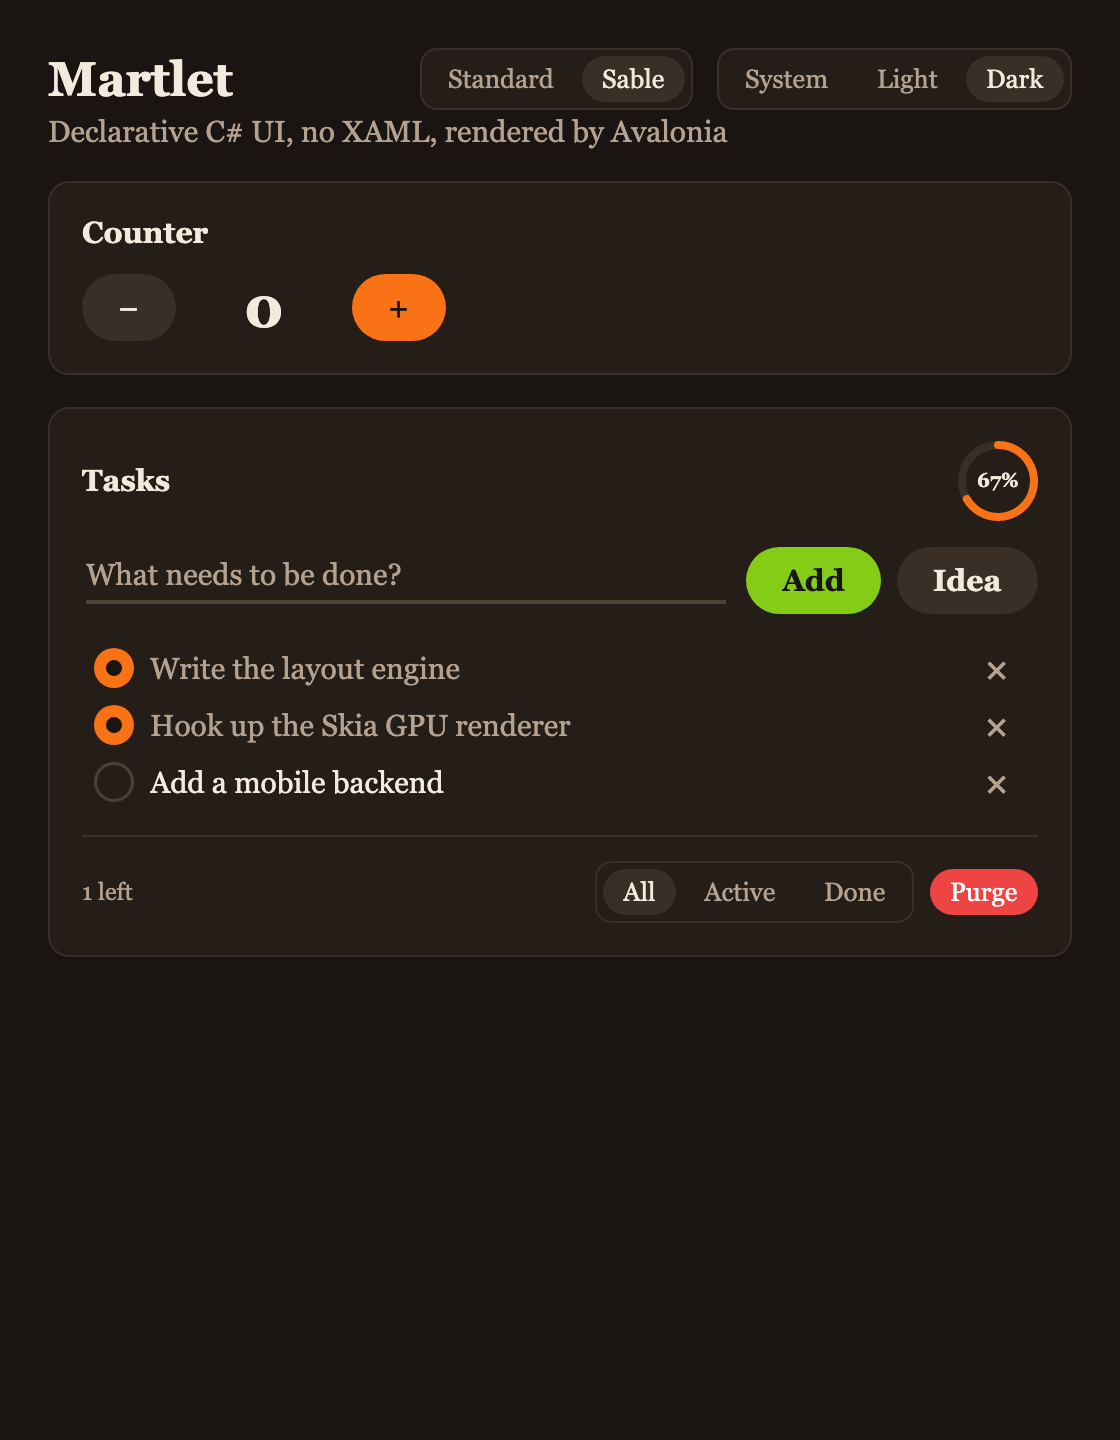 Martlet
Standard Sable
System Light Dark
Declarative C# UI, no XAML, rendered by Avalonia
Counter
− 0 +
Tasks
67%
What needs to be done?
Add
Idea
Write the layout engine ×
Hook up the Skia GPU renderer ×
Add a mobile backend ×
1 left
All Active Done
Purge